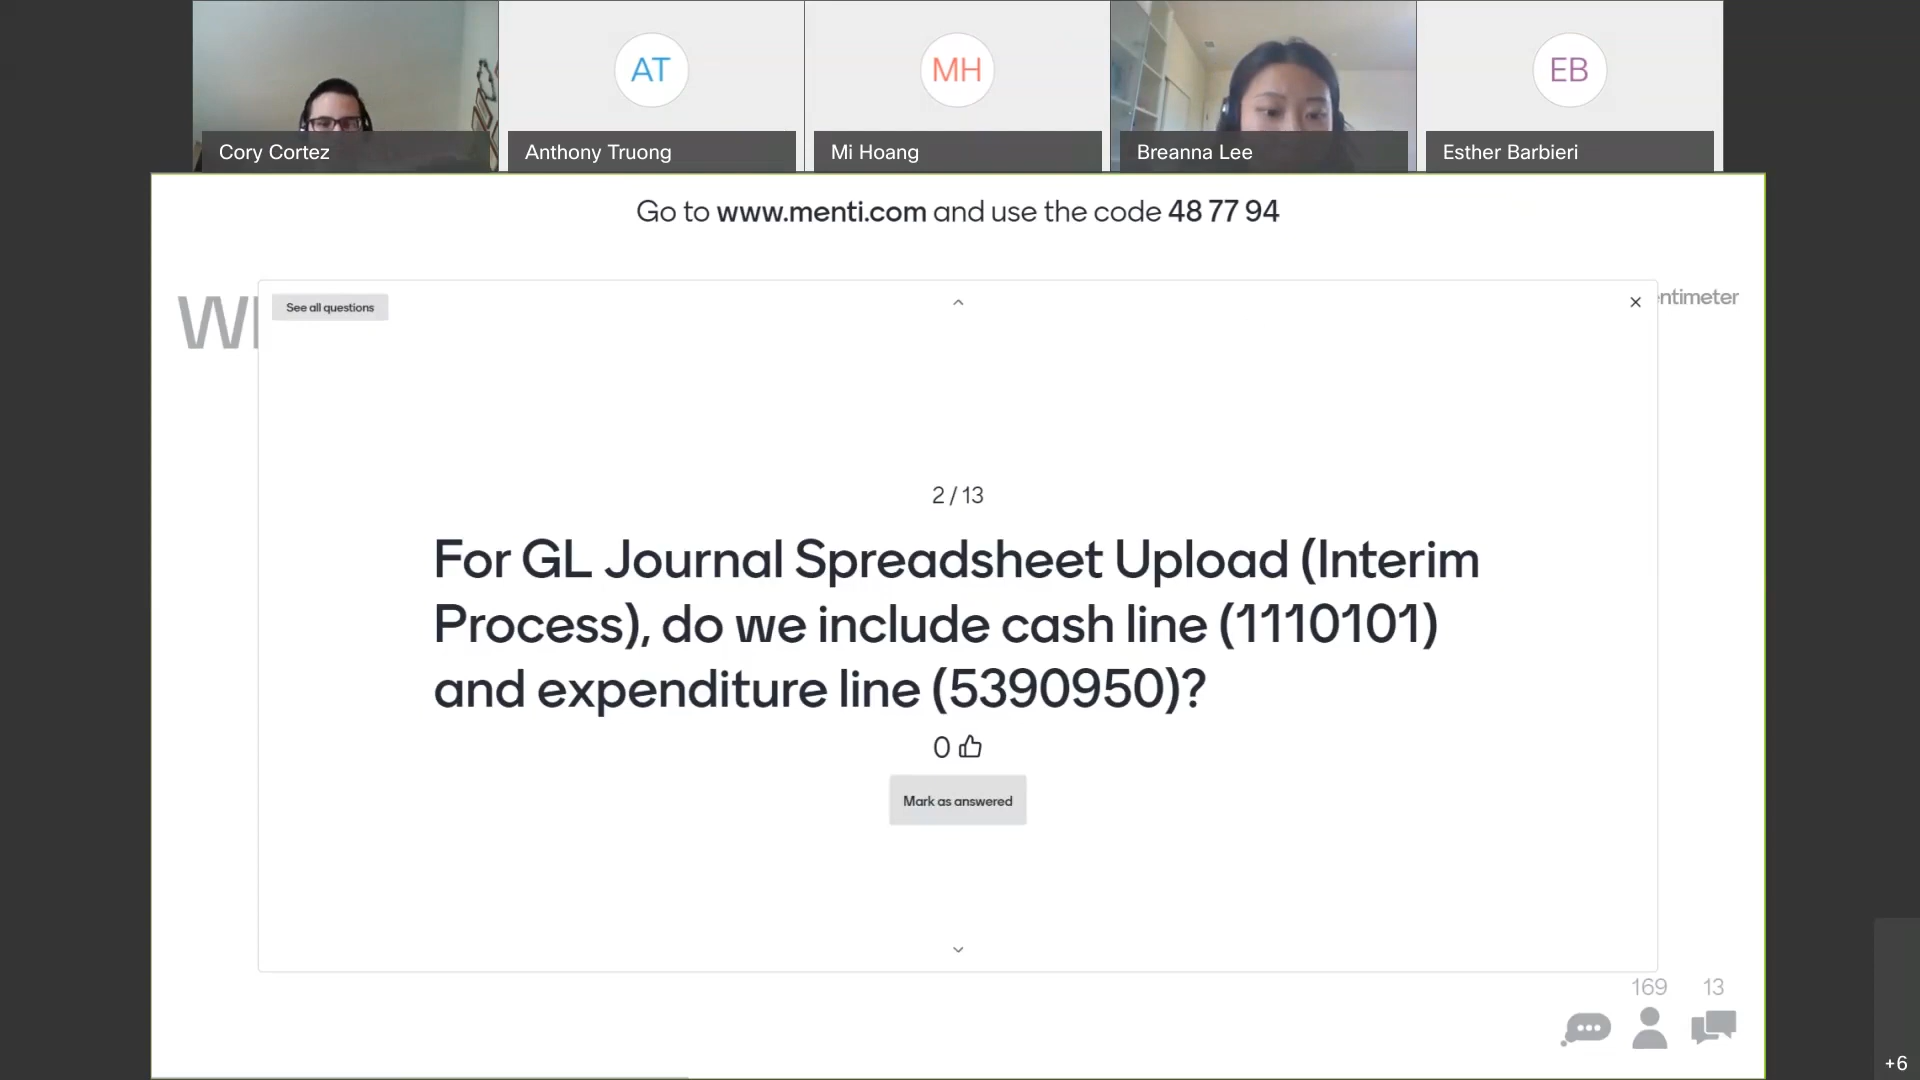 AT
MH
EB
Cory Cortez
Anthony Truong
Mi Hoang
Breanna Lee
Esther Barbieri
Go to www.menti.com and use the code 48 77 94
See all questions
ntimeter
2 / 13
For GL Journal Spreadsheet Upload (Interim
Process), do we include cash line (1110101)
and expenditure line (5390950)?
0
Mark as answered
169
13
+6